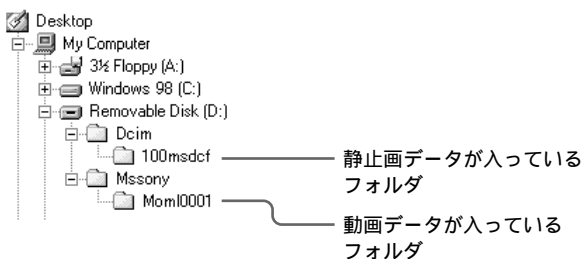 Desktop
My Computer
3½ Floppy (A:)
Windows 98 (C:)
Removable Disk (D:)
Dcim
100msdcf
静止画データが入っている
フォルダ
Mssony
Moml0001
動画データが入っている
フォルダ